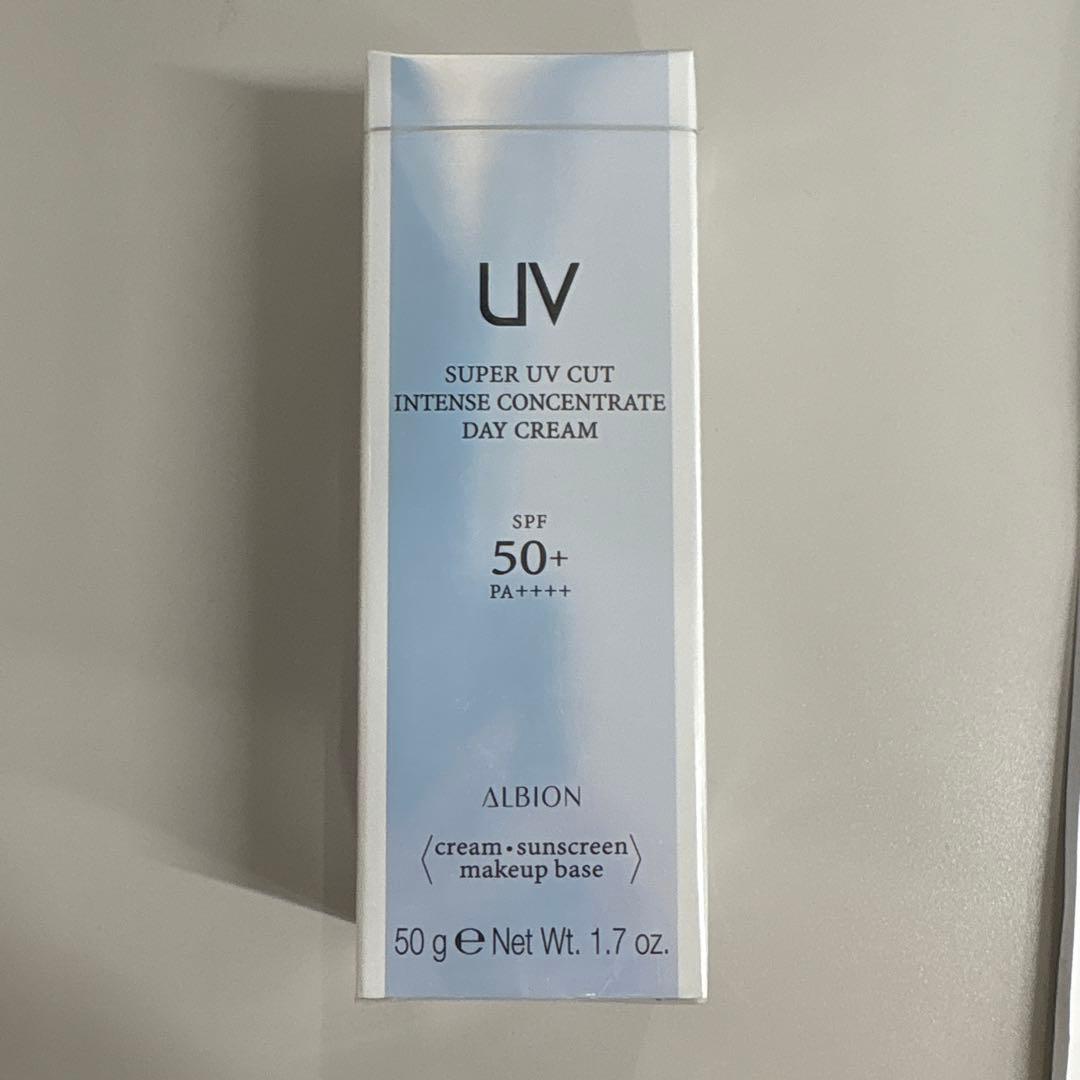 UV
SUPER UV CUT
INTENSE CONCENTRATE
DAY CREAM
SPF
50+
PA++++
ALBION
〈cream・sunscreen
makeup base〉
50 g ℮ Net Wt. 1.7 oz.